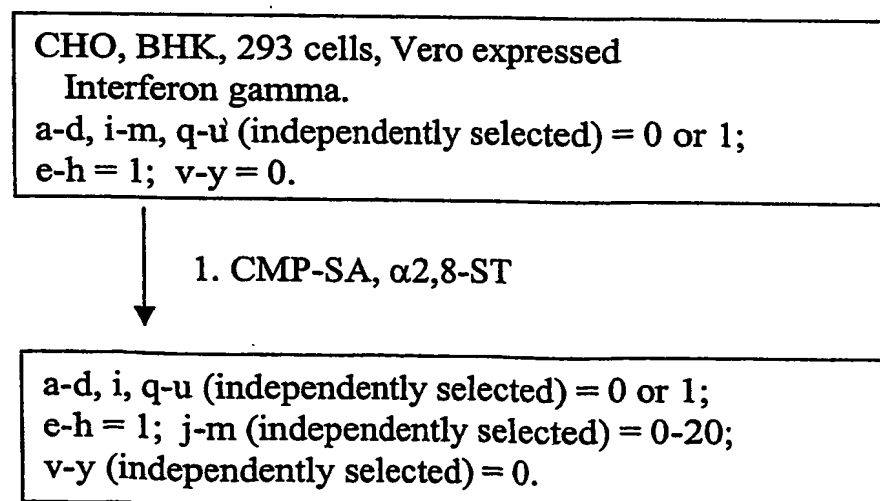 CHO, BHK, 293 cells, Vero expressed
Interferon gamma.
a-d, i-m, q-u (independently selected) = 0 or 1;
e-h = 1; v-y = 0.
1. CMP-SA, α2,8-ST
a-d, i, q-u (independently selected) = 0 or 1;
e-h = 1; j-m (independently selected) = 0-20;
v-y (independently selected) = 0.